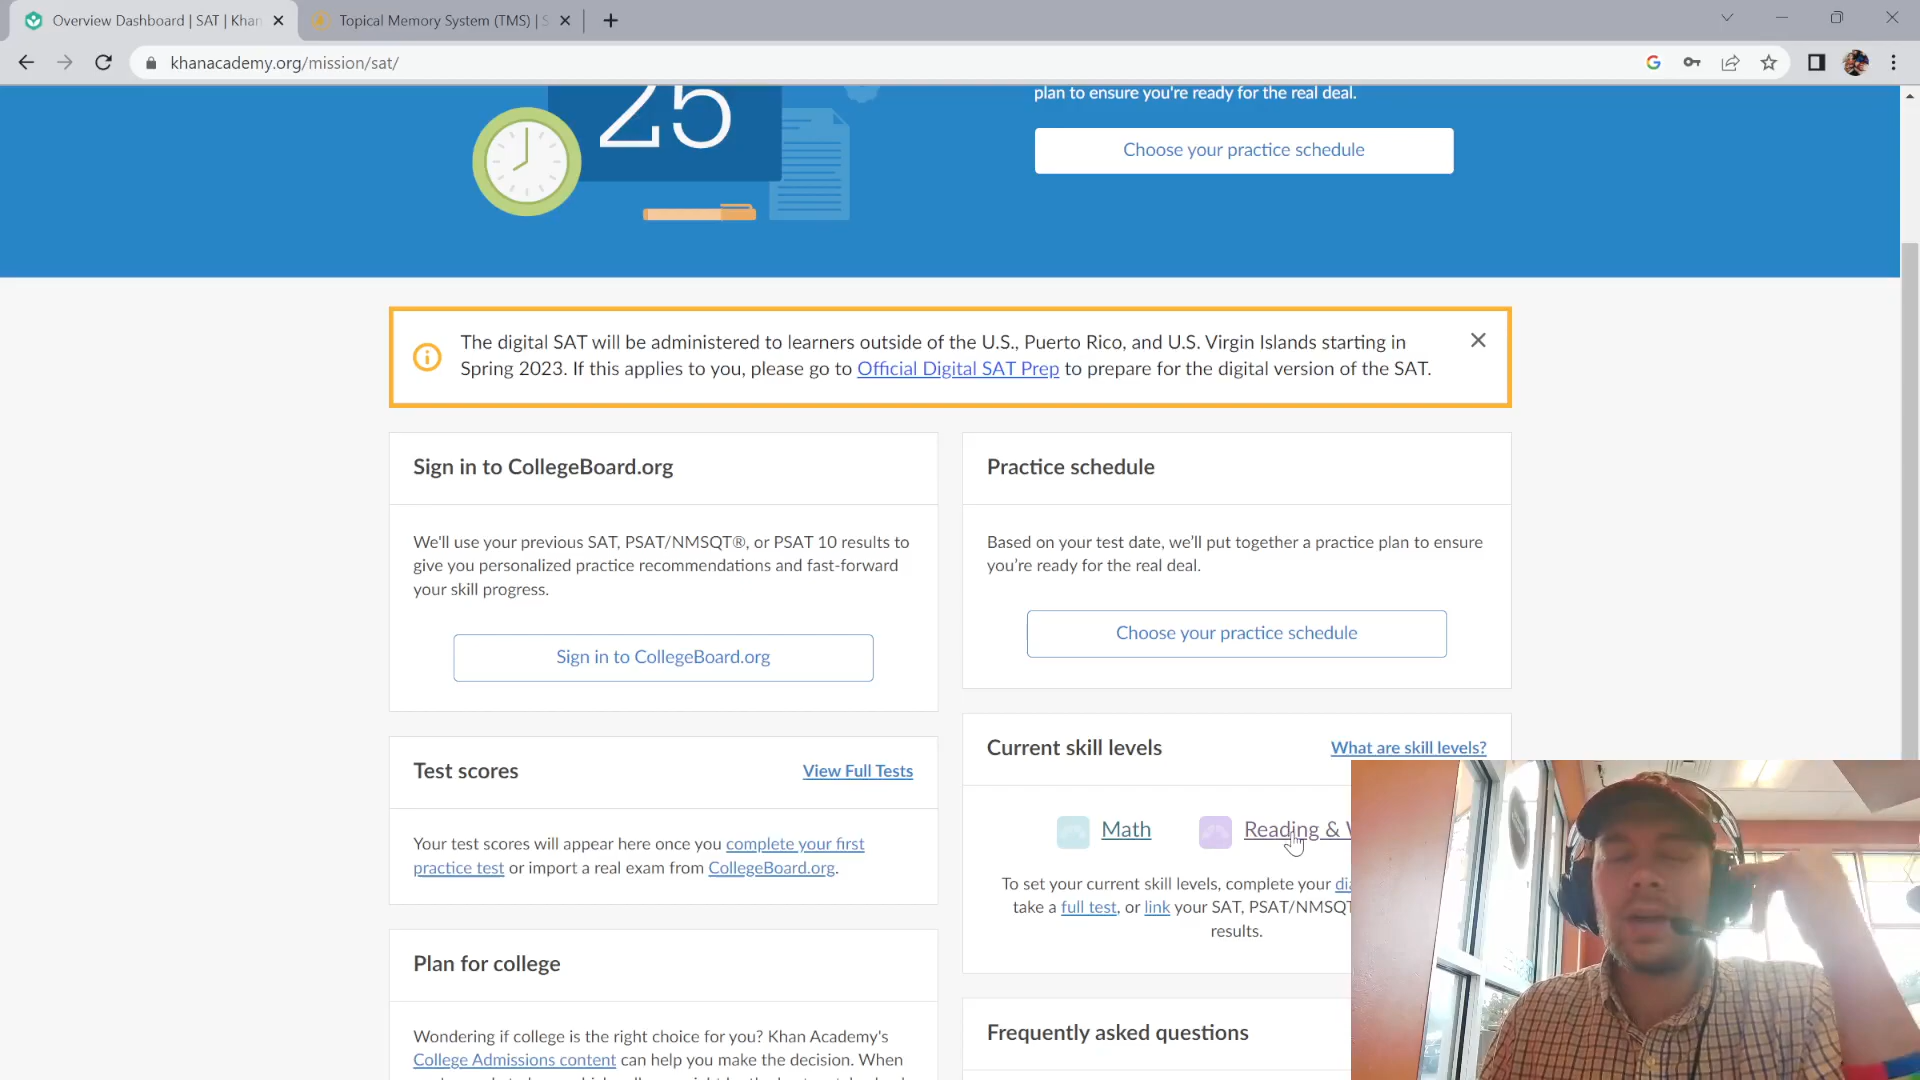 Overview Dashboard | SAT | Khan
Topical Memory System (TMS) | S
khanacademy.org/mission/sat/
25
plan to ensure you're ready for the real deal.
Choose your practice schedule
The digital SAT will be administered to learners outside of the U.S., Puerto Rico, and U.S. Virgin Islands starting in
Spring 2023. If this applies to you, please go to Official Digital SAT Prep to prepare for the digital version of the SAT.
Sign in to CollegeBoard.org
We'll use your previous SAT, PSAT/NMSQT®, or PSAT 10 results to
give you personalized practice recommendations and fast-forward
your skill progress.
Sign in to CollegeBoard.org
Practice schedule
Based on your test date, we'll put together a practice plan to ensure
you're ready for the real deal.
Choose your practice schedule
Test scores
View Full Tests
Your test scores will appear here once you complete your first
practice test or import a real exam from CollegeBoard.org.
Current skill levels
What are skill levels?
Math
Reading &
To set your current skill levels, complete your
take a full test, or link your SAT, PSAT/NMSQT
results.
Plan for college
Wondering if college is the right choice for you? Khan Academy's
College Admissions content can help you make the decision. When
Frequently asked questions